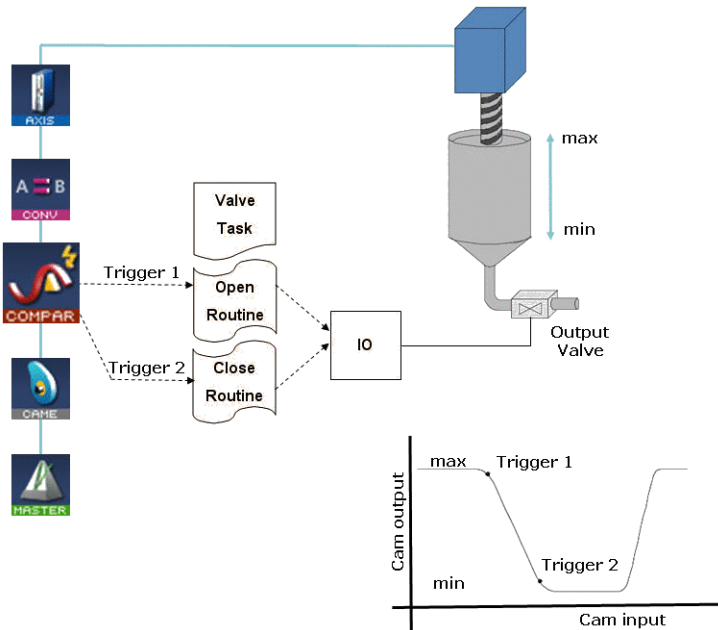 AXIS
max
A = B
CONV
Valve
Task
min
Trigger 1
Open
Routine
COMPAR
IO
Output
Valve
Trigger 2
Close
Routine
CAME
max
Trigger 1
MASTER
Cam output
Trigger 2
min
Cam input